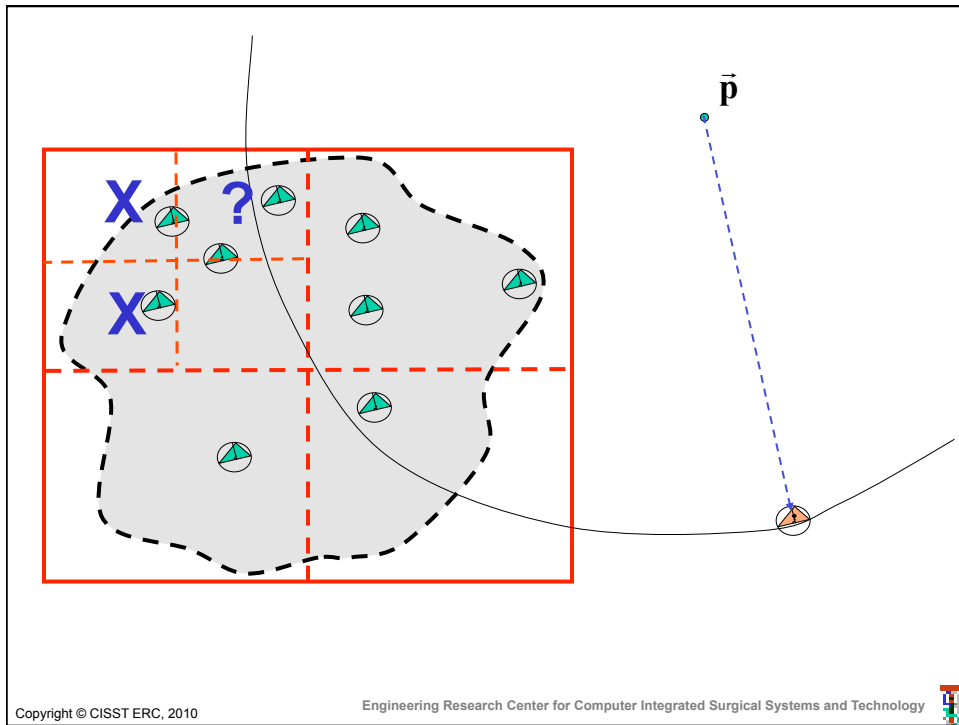 p⃗
X ?
X
Copyright © CISST ERC, 2010
Engineering Research Center for Computer Integrated Surgical Systems and Technology